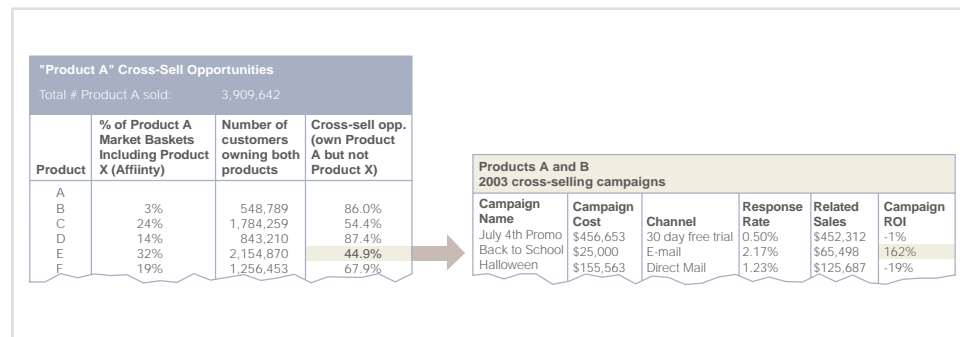 "Product A" Cross-Sell Opportunities
Total # Product A sold: 3,909,642
% of Product A Number of Cross-sell opp.
Market Baskets customers (own Product
Including Product owning both A but not
Product X (Affiinty) products Product X)
A
B 3% 548,789 86.0%
C 24% 1,784,259 54.4%
D 14% 843,210 87.4%
E 32% 2,154,870 44.9%
F 19% 1,256,453 67.9%
Products A and B
2003 cross-selling campaigns
Campaign Campaign Response Related Campaign
Name Cost Channel Rate Sales ROI
July 4th Promo $456,653 30 day free trial 0.50% $452,312 -1%
Back to School $25,000 E-mail 2.17% $65,498 162%
Halloween $155,563 Direct Mail 1.23% $125,687 -19%